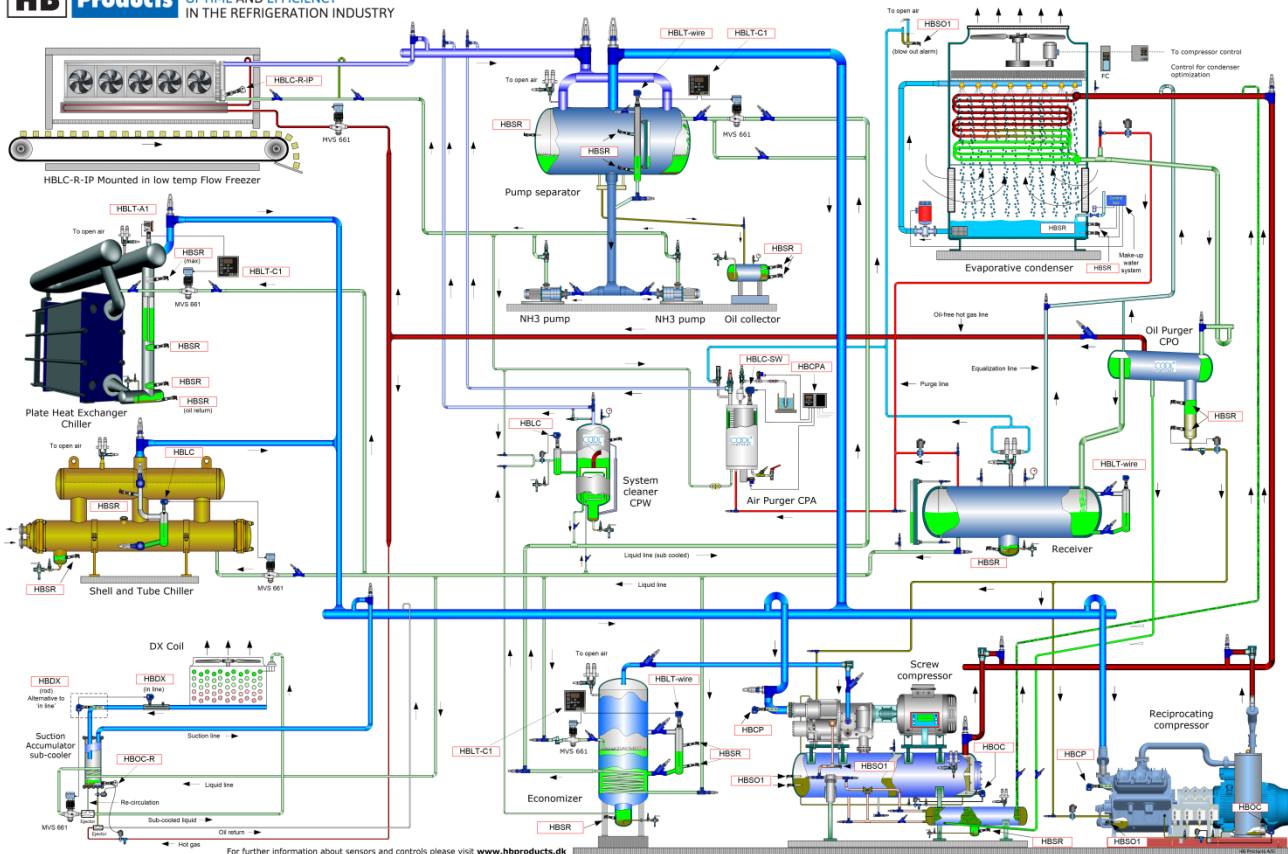 HB Products
UPTIME AND EFFICIENCY
IN THE REFRIGERATION INDUSTRY
HBLC-R-IP
MVS 661
HBLC-R-IP Mounted in low temp Flow Freezer
To open air
HBLT-wire
HBLT-C1
HBSR
MVS 661
HBSR
Pump separator
HBSR
NH3 pump
NH3 pump
Oil collector
To open air
HBSO1
(blow out alarm)
FC
To compressor control
Control for condenser
optimization
HBSR
HBSR
Make-up
water
system
Evaporative condenser
HBLT-A1
To open air
HBSR
(max)
HBLT-C1
MVS 661
HBSR
HBSR
HBSR
(oil return)
Plate Heat Exchanger
Chiller
To open air
HBLC
HBSR
HBSR
MVS 661
Shell and Tube Chiller
HBLC
System
cleaner
CPW
HBLC-SW
HBCPA
Air Purger CPA
Oil-free hot gas line
Purge line
Equalization line
Oil Purger
CPO
HBSR
HBLT-wire
HBSR
Receiver
Liquid line (sub cooled)
Liquid line
DX Coil
HBDX
(rod)
Alternative to
'in line'
HBDX
(in line)
Suction line
Suction
Accumulator
sub-cooler
HBOC-R
Liquid line
Re-circulation
MVS 661
Ejector
Sub-cooled liquid
Ejector
Oil return
Hot gas
To open air
HBLT-wire
MVS 661
HBLT-C1
HBSR
Economizer
HBSR
Screw
compressor
HBCP
HBSO1
HBSO1
HBOC
HBSR
Reciprocating
compressor
HBCP
HBOC
HBSO1
For further information about sensors and controls please visit www.hbproducts.dk
HB Products A/S